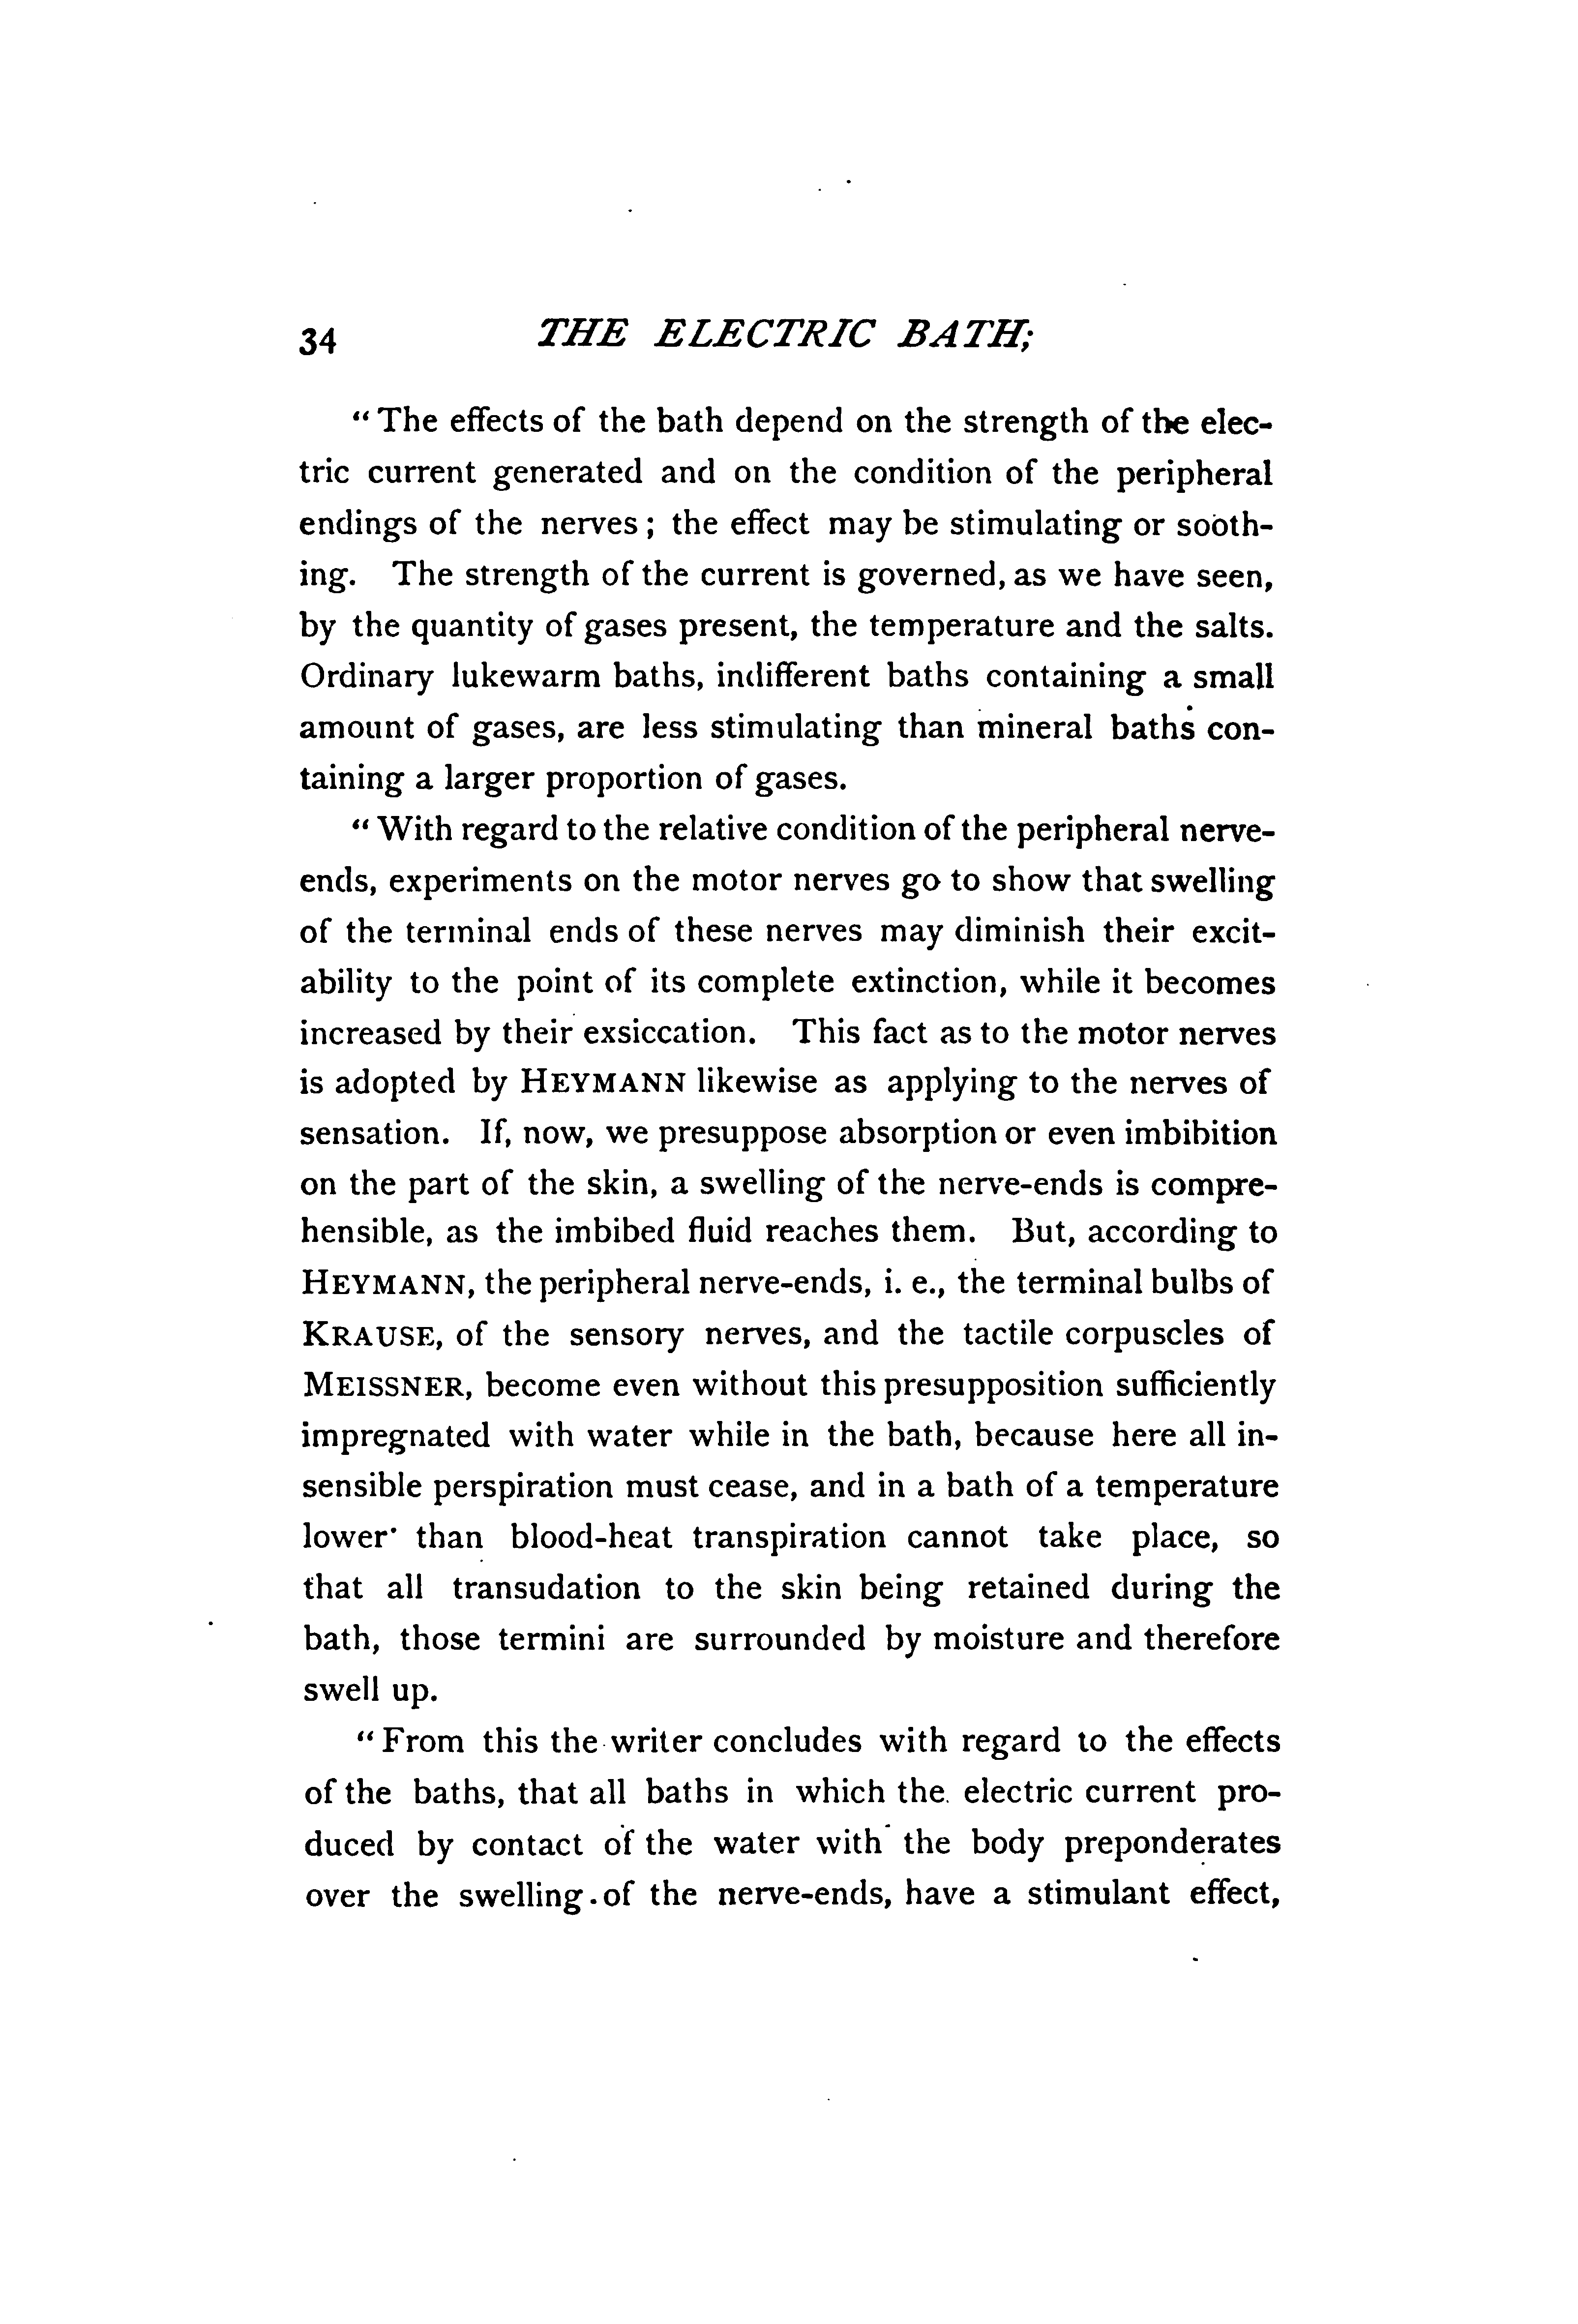 34 THE ELECTRIC BATH;
“ The effects of the bath depend on the strength of the elec-
tric current generated and on the condition of the peripheral
endings of the nerves ; the effect may be stimulating or sooth-
ing. The strength of the current is governed, as we have seen,
by the quantity of gases present, the temperature and the salts.
Ordinary lukewarm baths, indifferent baths containing a small
amount of gases, are less stimulating than mineral baths con-
taining a larger proportion of gases.
“ With regard to the relative condition of the peripheral nerve-
ends, experiments on the motor nerves go to show that swelling
of the terminal ends of these nerves may diminish their excit-
ability to the point of its complete extinction, while it becomes
increased by their exsiccation. This fact as to the motor nerves
is adopted by HEYMANN likewise as applying to the nerves of
sensation. If, now, we presuppose absorption or even imbibition
on the part of the skin, a swelling of the nerve-ends is compre-
hensible, as the imbibed fluid reaches them. But, according to
HEYMANN, the peripheral nerve-ends, i. e., the terminal bulbs of
KRAUSE, of the sensory nerves, and the tactile corpuscles of
MEISSNER, become even without this presupposition sufficiently
impregnated with water while in the bath, because here all in-
sensible perspiration must cease, and in a bath of a temperature
lower than blood-heat transpiration cannot take place, so
that all transudation to the skin being retained during the
bath, those termini are surrounded by moisture and therefore
swell up.
“ From this the writer concludes with regard to the effects
of the baths, that all baths in which the electric current pro-
duced by contact of the water with the body preponderates
over the swelling of the nerve-ends, have a stimulant effect,